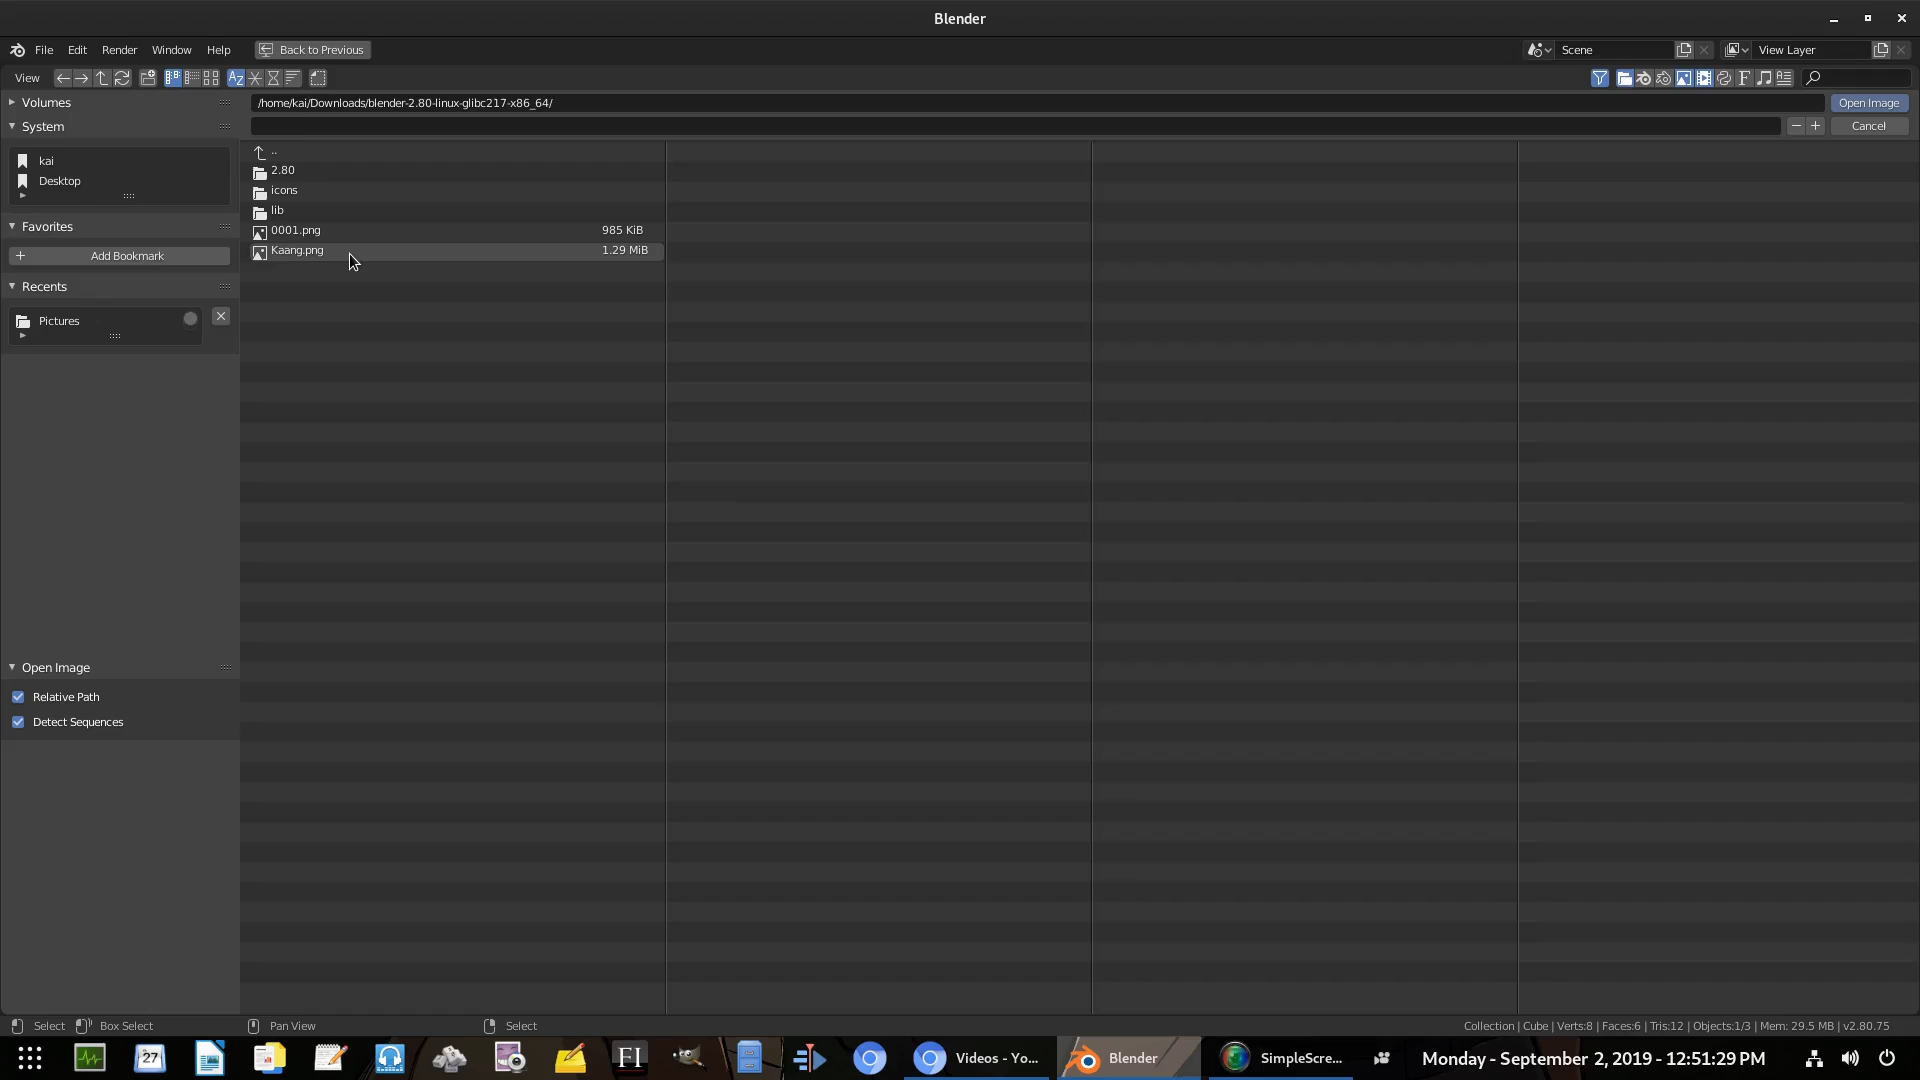 Blender
File Edit Render Window Help Back to Previous Scene View Layer
View
Volumes /home/kai/Downloads/blender-2.80-linux-glibc217-x86_64/ Open Image
System Cancel
kai
Desktop
Favorites
Add Bookmark
Recents
Pictures
..
2.80
icons
lib
0001.png 985 KiB
Kaang.png 1.29 MiB
Open Image
Relative Path
Detect Sequences
Select Box Select Pan View Select Collection | Cube | Verts:8 | Faces:6 | Tris:12 | Objects:1/3 | Mem: 29.5 MB | v2.80.75
27 FI Videos - Yo... Blender SimpleScre... Monday - September 2, 2019 - 12:51:29 PM